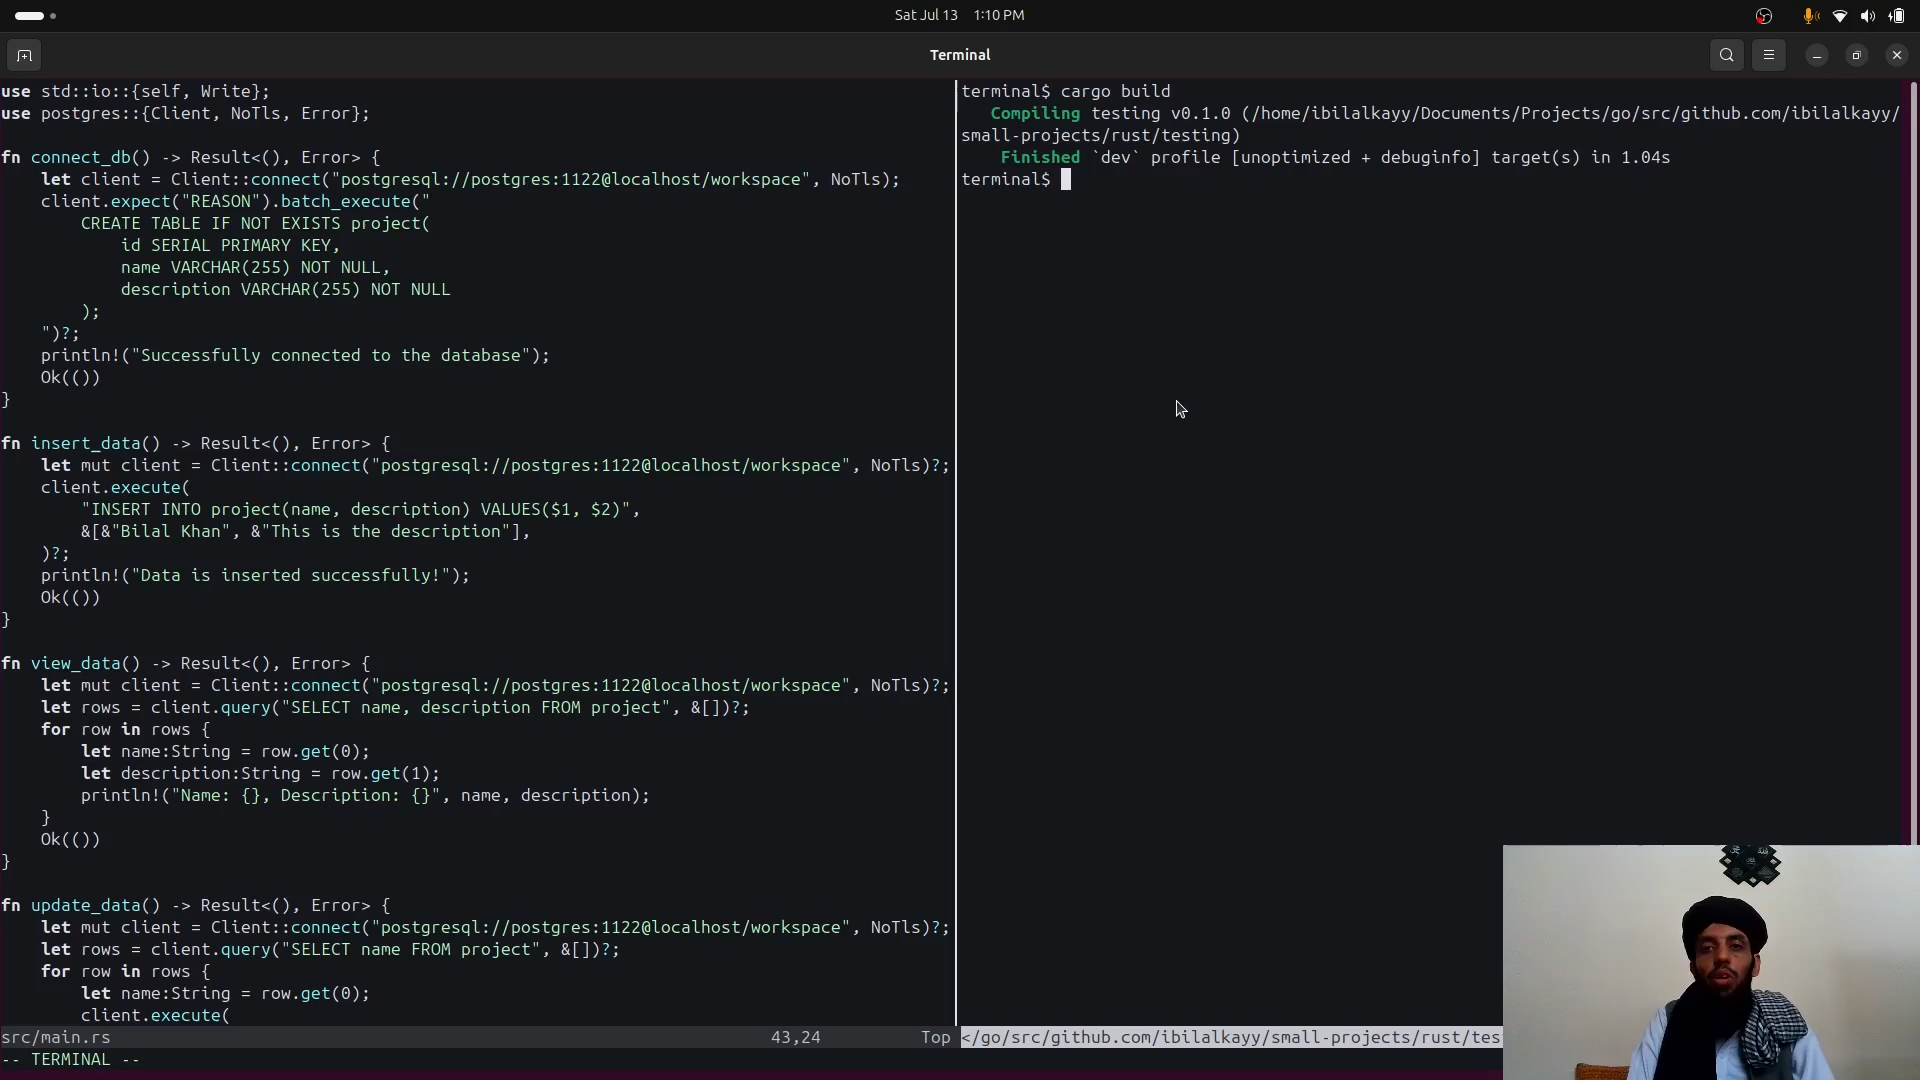 Sat Jul 13 1:10 PM
Terminal
use std::io::{self, Write};
use postgres::{Client, NoTls, Error};
fn connect_db() -> Result<(), Error> {
    let client = Client::connect("postgresql://postgres:1122@localhost/workspace", NoTls);
    client.expect("REASON").batch_execute("
        CREATE TABLE IF NOT EXISTS project(
            id SERIAL PRIMARY KEY,
            name VARCHAR(255) NOT NULL,
            description VARCHAR(255) NOT NULL
        );
    ")?;
    println!("Successfully connected to the database");
    Ok(())
}
fn insert_data() -> Result<(), Error> {
    let mut client = Client::connect("postgresql://postgres:1122@localhost/workspace", NoTls)?;
    client.execute(
        "INSERT INTO project(name, description) VALUES($1, $2)",
        &[&"Bilal Khan", &"This is the description"],
    )?;
    println!("Data is inserted successfully!");
    Ok(())
}
fn view_data() -> Result<(), Error> {
    let mut client = Client::connect("postgresql://postgres:1122@localhost/workspace", NoTls)?;
    let rows = client.query("SELECT name, description FROM project", &[])?;
    for row in rows {
        let name:String = row.get(0);
        let description:String = row.get(1);
        println!("Name: {}, Description: {}", name, description);
    }
    Ok(())
}
fn update_data() -> Result<(), Error> {
    let mut client = Client::connect("postgresql://postgres:1122@localhost/workspace", NoTls)?;
    let rows = client.query("SELECT name FROM project", &[])?;
    for row in rows {
        let name:String = row.get(0);
        client.execute(
src/main.rs 43,24 Top
-- TERMINAL --
terminal$ cargo build
   Compiling testing v0.1.0 (/home/ibilalkayy/Documents/Projects/go/src/github.com/ibilalkayy/
small-projects/rust/testing)
    Finished `dev` profile [unoptimized + debuginfo] target(s) in 1.04s
terminal$
</go/src/github.com/ibilalkayy/small-projects/rust/tes